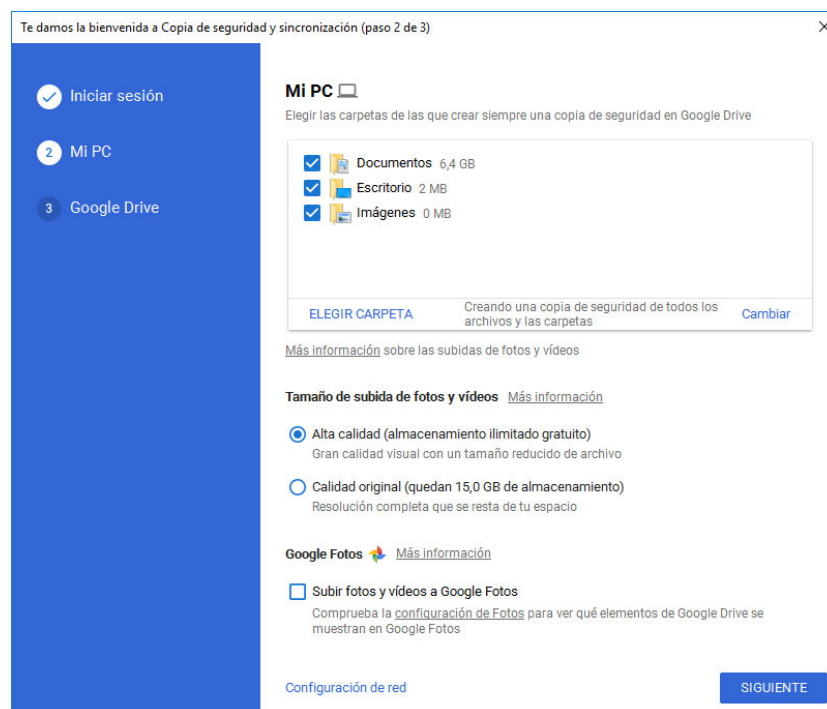 Te damos la bienvenida a Copia de seguridad y sincronización (paso 2 de 3)
Iniciar sesión
2 Mi PC
3 Google Drive
Mi PC
Elegir las carpetas de las que crear siempre una copia de seguridad en Google Drive
Documentos 6,4 GB
Escritorio 2 MB
Imágenes 0 MB
ELEGIR CARPETA
Creando una copia de seguridad de todos los
archivos y las carpetas
Cambiar
Más información sobre las subidas de fotos y vídeos
Tamaño de subida de fotos y vídeos Más información
Alta calidad (almacenamiento ilimitado gratuito)
Gran calidad visual con un tamaño reducido de archivo
Calidad original (quedan 15,0 GB de almacenamiento)
Resolución completa que se resta de tu espacio
Google Fotos Más información
Subir fotos y vídeos a Google Fotos
Comprueba la configuración de Fotos para ver qué elementos de Google Drive se
muestran en Google Fotos
Configuración de red
SIGUIENTE